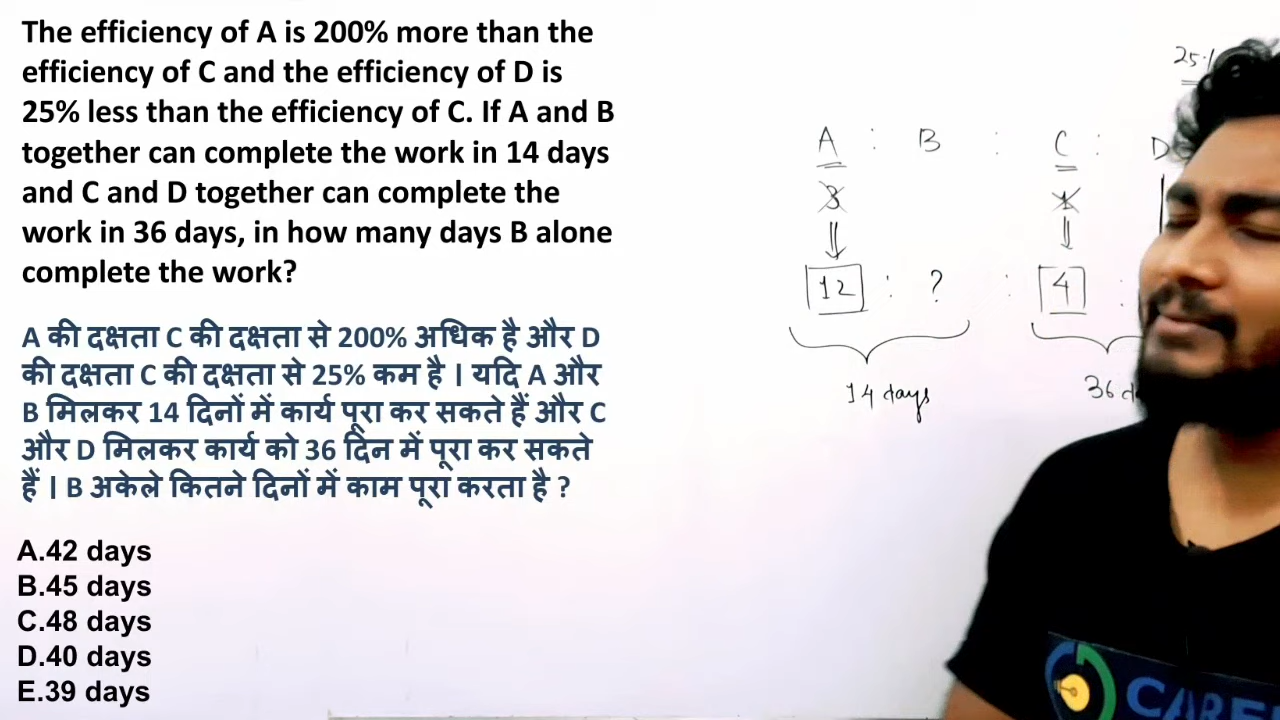 The efficiency of A is 200% more than the
efficiency of C and the efficiency of D is
25% less than the efficiency of C. If A and B
together can complete the work in 14 days
and C and D together can complete the
work in 36 days, in how many days B alone
complete the work?
A की दक्षता C की दक्षता से 200% अधिक है और D
की दक्षता C की दक्षता से 25% कम है । यदि A और
B मिलकर 14 दिनों में कार्य पूरा कर सकते हैं और C
और D मिलकर कार्य को 36 दिन में पूरा कर सकते
हैं । B अकेले कितने दिनों में काम पूरा करता है ?
A.42 days
B.45 days
C.48 days
D.40 days
E.39 days
A : B : C : D
3 1
12 : ? : 4 :
14 days 36